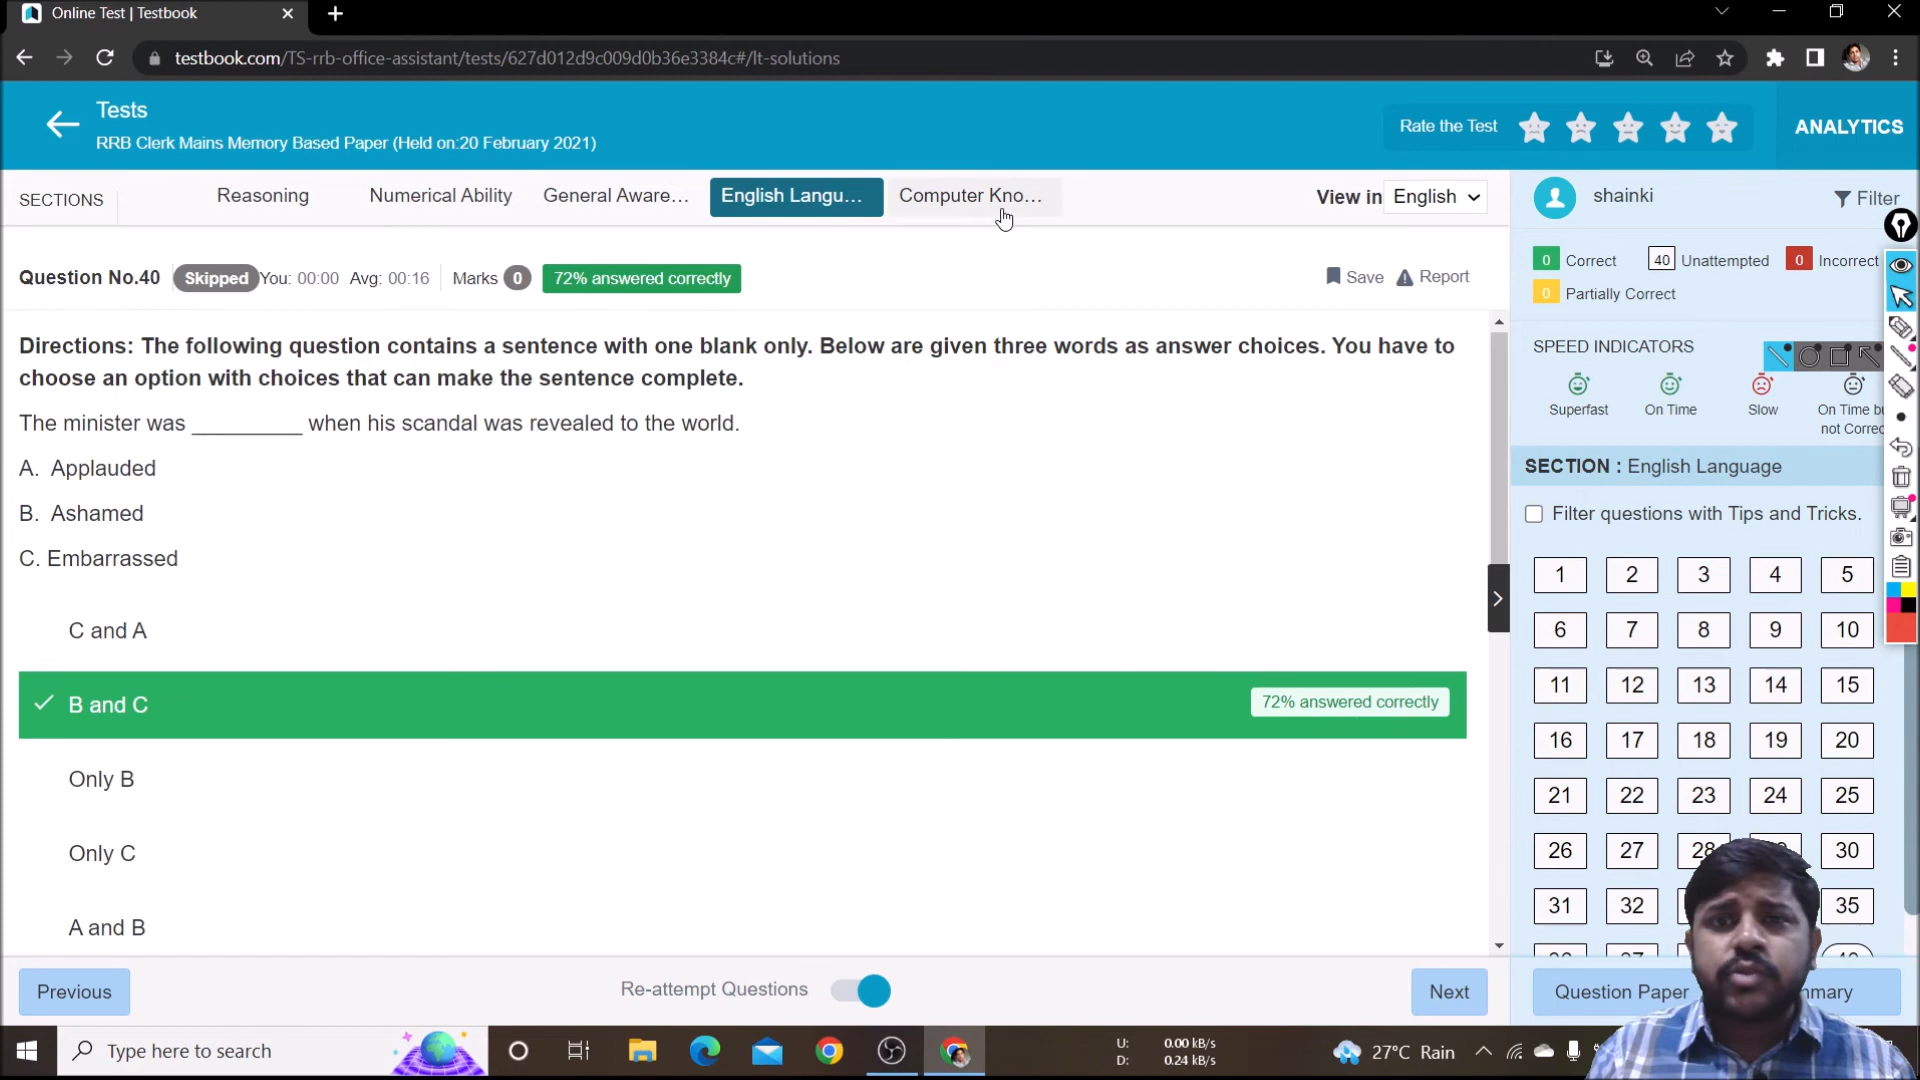 Online Test | Testbook
testbook.com/TS-rrb-office-assistant/tests/627d012d9c009d0b36e3384c#/lt-solutions
Tests
RRB Clerk Mains Memory Based Paper (Held on:20 February 2021)
Rate the Test
ANALYTICS
SECTIONS
Reasoning
Numerical Ability
General Aware...
English Langu...
Computer Kno...
View in English
shainki
Filter
Question No.40 Skipped You: 00:00 Avg: 00:16 Marks 0 72% answered correctly
Save Report
0 Correct 40 Unattempted 0 Incorrect
0 Partially Correct
Directions: The following question contains a sentence with one blank only. Below are given three words as answer choices. You have to
choose an option with choices that can make the sentence complete.
The minister was __________ when his scandal was revealed to the world.
A. Applauded
B. Ashamed
C. Embarrassed
C and A
B and C 72% answered correctly
Only B
Only C
A and B
SPEED INDICATORS
Superfast On Time Slow On Time bu
not Correc
SECTION : English Language
Filter questions with Tips and Tricks.
1 2 3 4 5
6 7 8 9 10
11 12 13 14 15
16 17 18 19 20
21 22 23 24 25
26 27 28 30
31 32 35
Previous
Re-attempt Questions
Next
Question Paper
Type here to search
U: 0.00 kB/s
D: 0.24 kB/s
27°C Rain